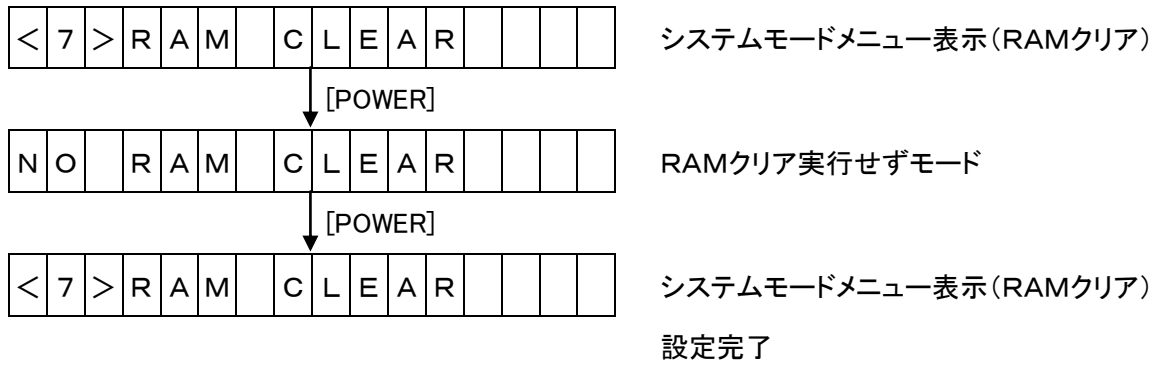 <7>RAM CLEAR システムモードメニュー表示(RAMクリア)
[POWER]
NO RAM CLEAR RAMクリア実行せずモード
[POWER]
<7>RAM CLEAR システムモードメニュー表示(RAMクリア)
設定完了